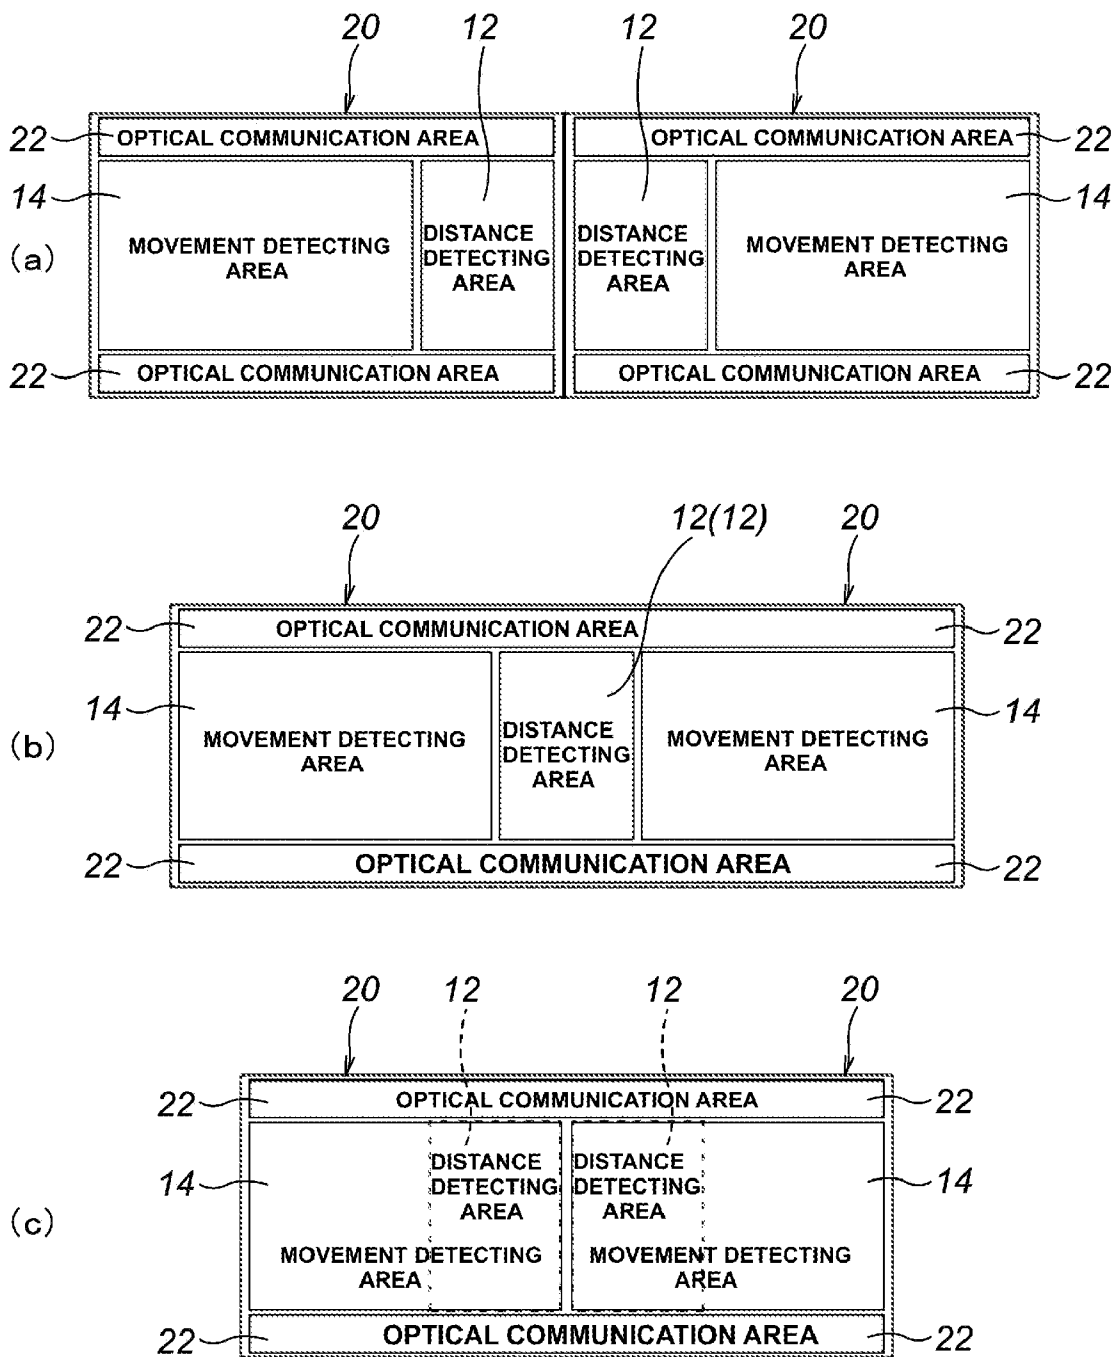 20 12 12 20
22 OPTICAL COMMUNICATION AREA OPTICAL COMMUNICATION AREA 22
14 14
(a)
MOVEMENT DETECTING
AREA
DISTANCE
DETECTING
AREA
DISTANCE
DETECTING
AREA
MOVEMENT DETECTING
AREA
22 OPTICAL COMMUNICATION AREA OPTICAL COMMUNICATION AREA 22
20 12(12) 20
22 OPTICAL COMMUNICATION AREA 22
14 14
(b)
MOVEMENT DETECTING
AREA
DISTANCE
DETECTING
AREA
MOVEMENT DETECTING
AREA
22 OPTICAL COMMUNICATION AREA 22
20 12 12 20
22 OPTICAL COMMUNICATION AREA 22
14 14
(c)
DISTANCE
DETECTING
AREA
DISTANCE
DETECTING
AREA
MOVEMENT DETECTING
AREA
MOVEMENT DETECTING
AREA
22 OPTICAL COMMUNICATION AREA 22